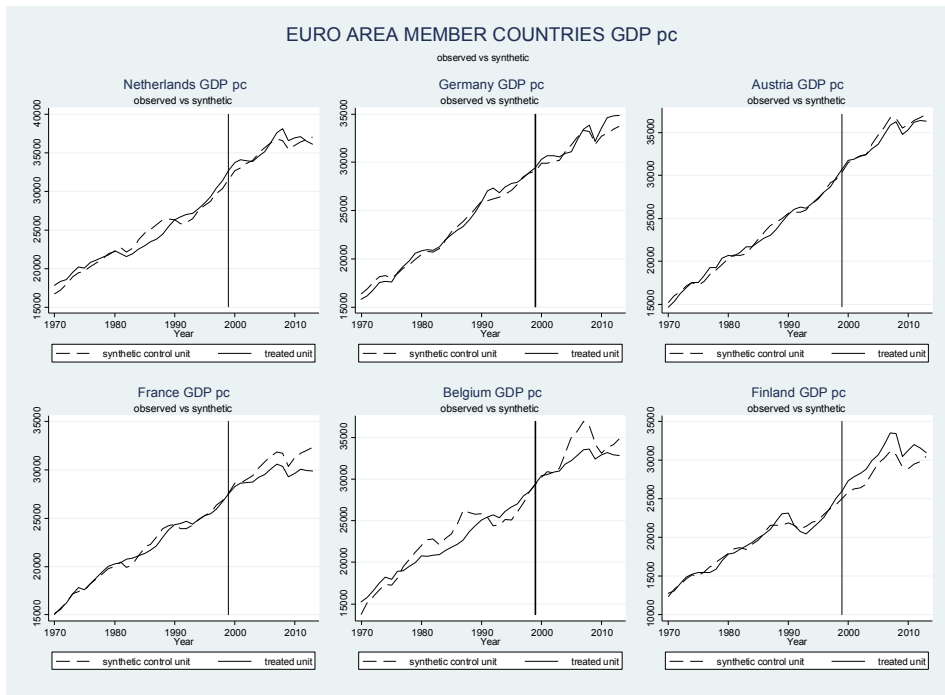 EURO AREA MEMBER COUNTRIES GDP pc
observed vs synthetic
Netherlands GDP pc
observed vs synthetic
40000
35000
30000
25000
20000
15000
1970 1980 1990 2000 2010
Year
synthetic control unit treated unit
Germany GDP pc
observed vs synthetic
35000
30000
25000
20000
15000
1970 1980 1990 2000 2010
Year
synthetic control unit treated unit
Austria GDP pc
observed vs synthetic
35000
30000
25000
20000
15000
1970 1980 1990 2000 2010
Year
synthetic control unit treated unit
France GDP pc
observed vs synthetic
35000
30000
25000
20000
15000
1970 1980 1990 2000 2010
Year
synthetic control unit treated unit
Belgium GDP pc
observed vs synthetic
35000
30000
25000
20000
15000
1970 1980 1990 2000 2010
Year
synthetic control unit treated unit
Finland GDP pc
observed vs synthetic
35000
30000
25000
20000
15000
10000
1970 1980 1990 2000 2010
Year
synthetic control unit treated unit